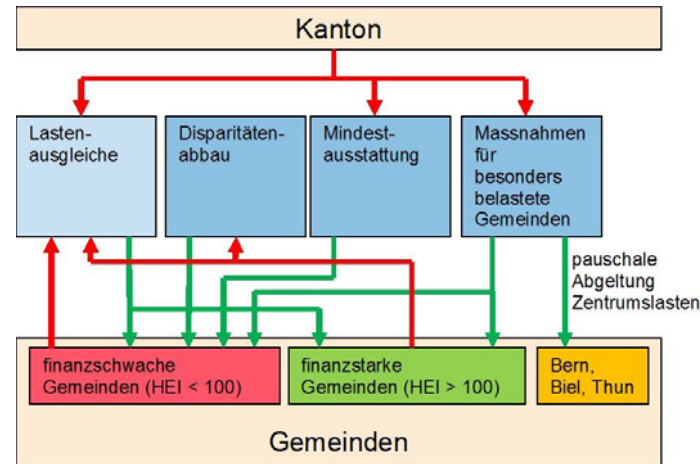 Kanton
Lasten-
ausgleiche
Disparitäten-
abbau
Mindest-
ausstattung
Massnahmen
für
besonders
belastete
Gemeinden
pauschale
Abgeltung
Zentrumslasten
finanzschwache
Gemeinden (HEI < 100)
finanzstarke
Gemeinden (HEI > 100)
Bern,
Biel, Thun
Gemeinden